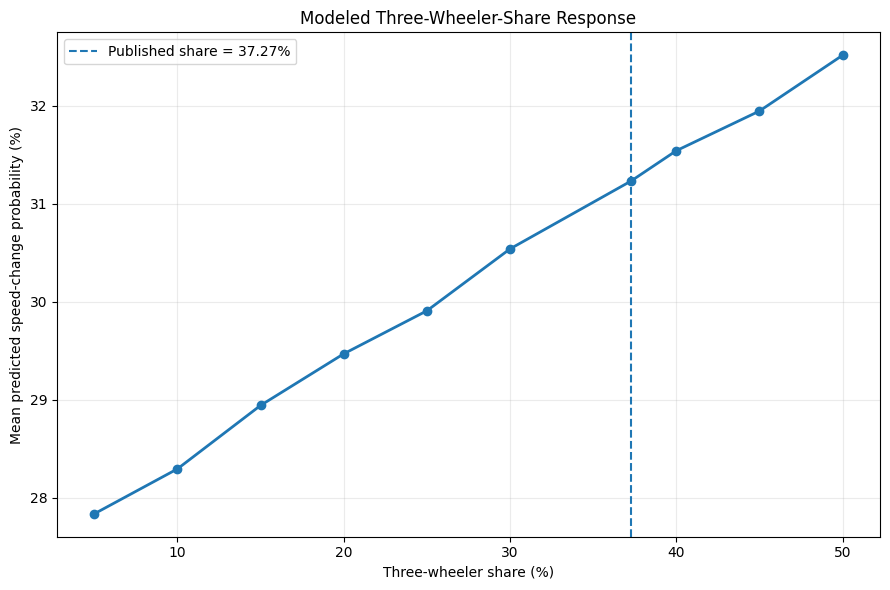 Modeled Three-Wheeler-Share Response
Published share = 37.27%
Mean predicted speed-change probability (%)
32
31
30
29
28
10 20 30 40 50
Three-wheeler share (%)